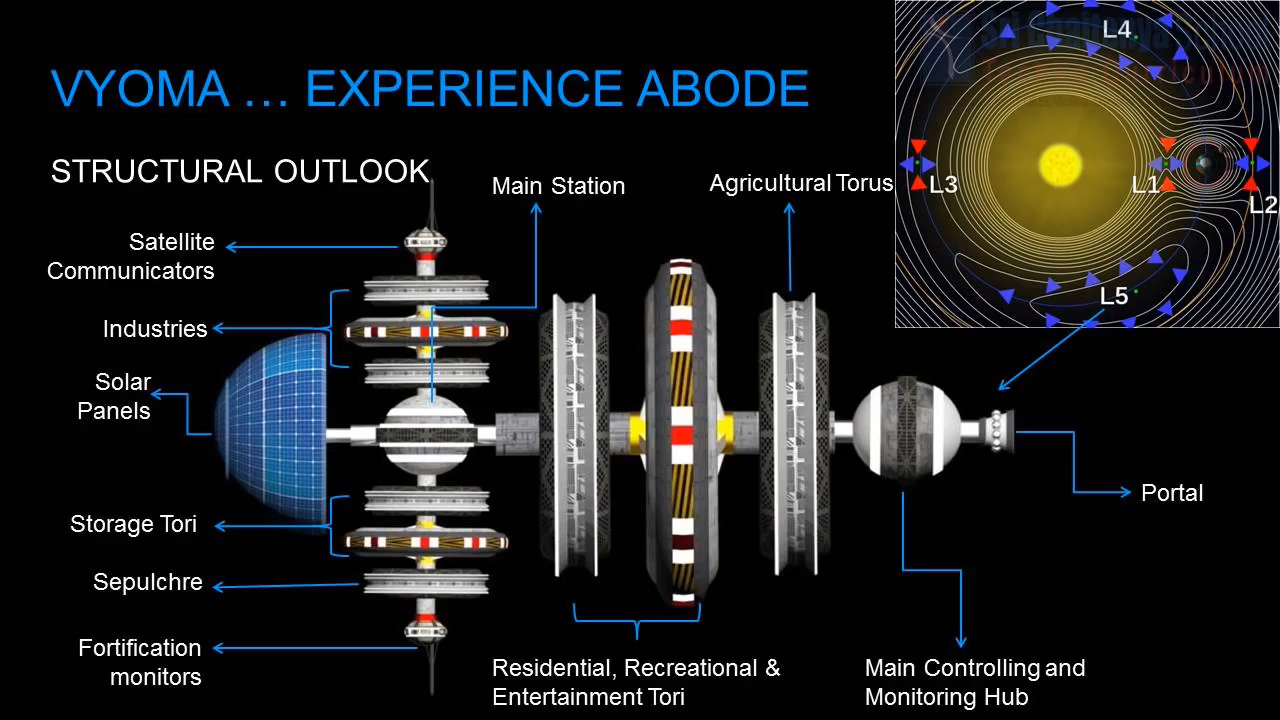 VYOMA … EXPERIENCE ABODE
STRUCTURAL OUTLOOK
Main Station
Agricultural Torus
Satellite
Communicators
Industries
Solar
Panels
Storage Tori
Sepulchre
Fortification
monitors
Residential, Recreational &
Entertainment Tori
Main Controlling and
Monitoring Hub
Portal
L4
L3
L1
L2
L5